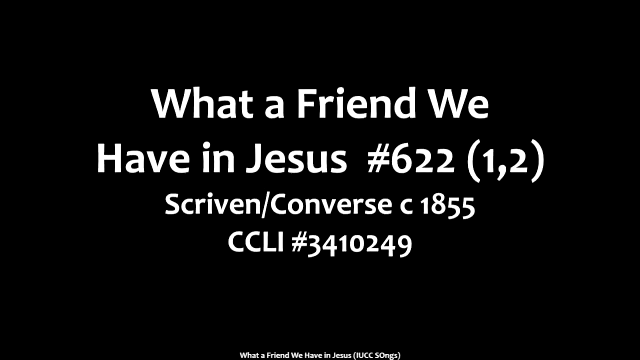 What a Friend We
Have in Jesus #622 (1,2)
Scriven/Converse c 1855
CCLI #3410249
What a Friend We Have in Jesus (IUCC SOngs)